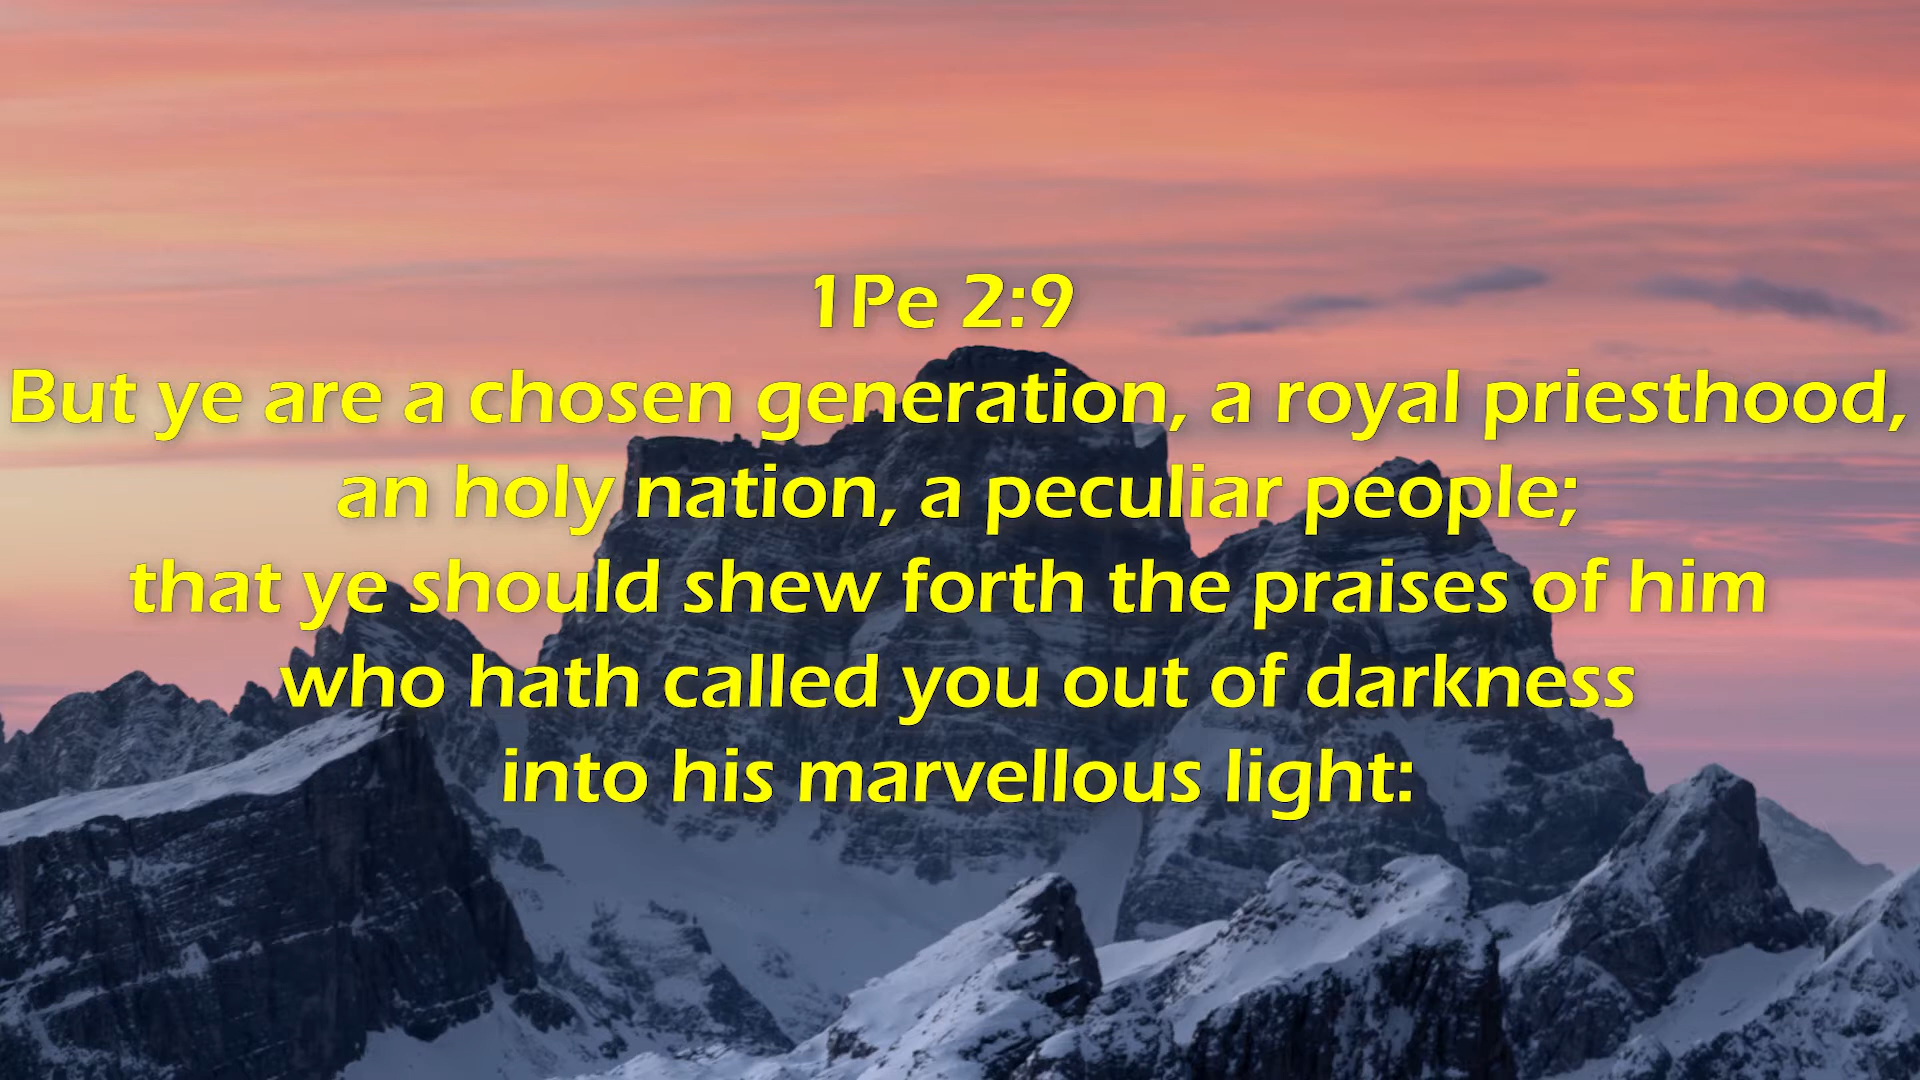 1Pe 2:9
But ye are a chosen generation, a royal priesthood,
an holy nation, a peculiar people;
that ye should shew forth the praises of him
who hath called you out of darkness
into his marvellous light: